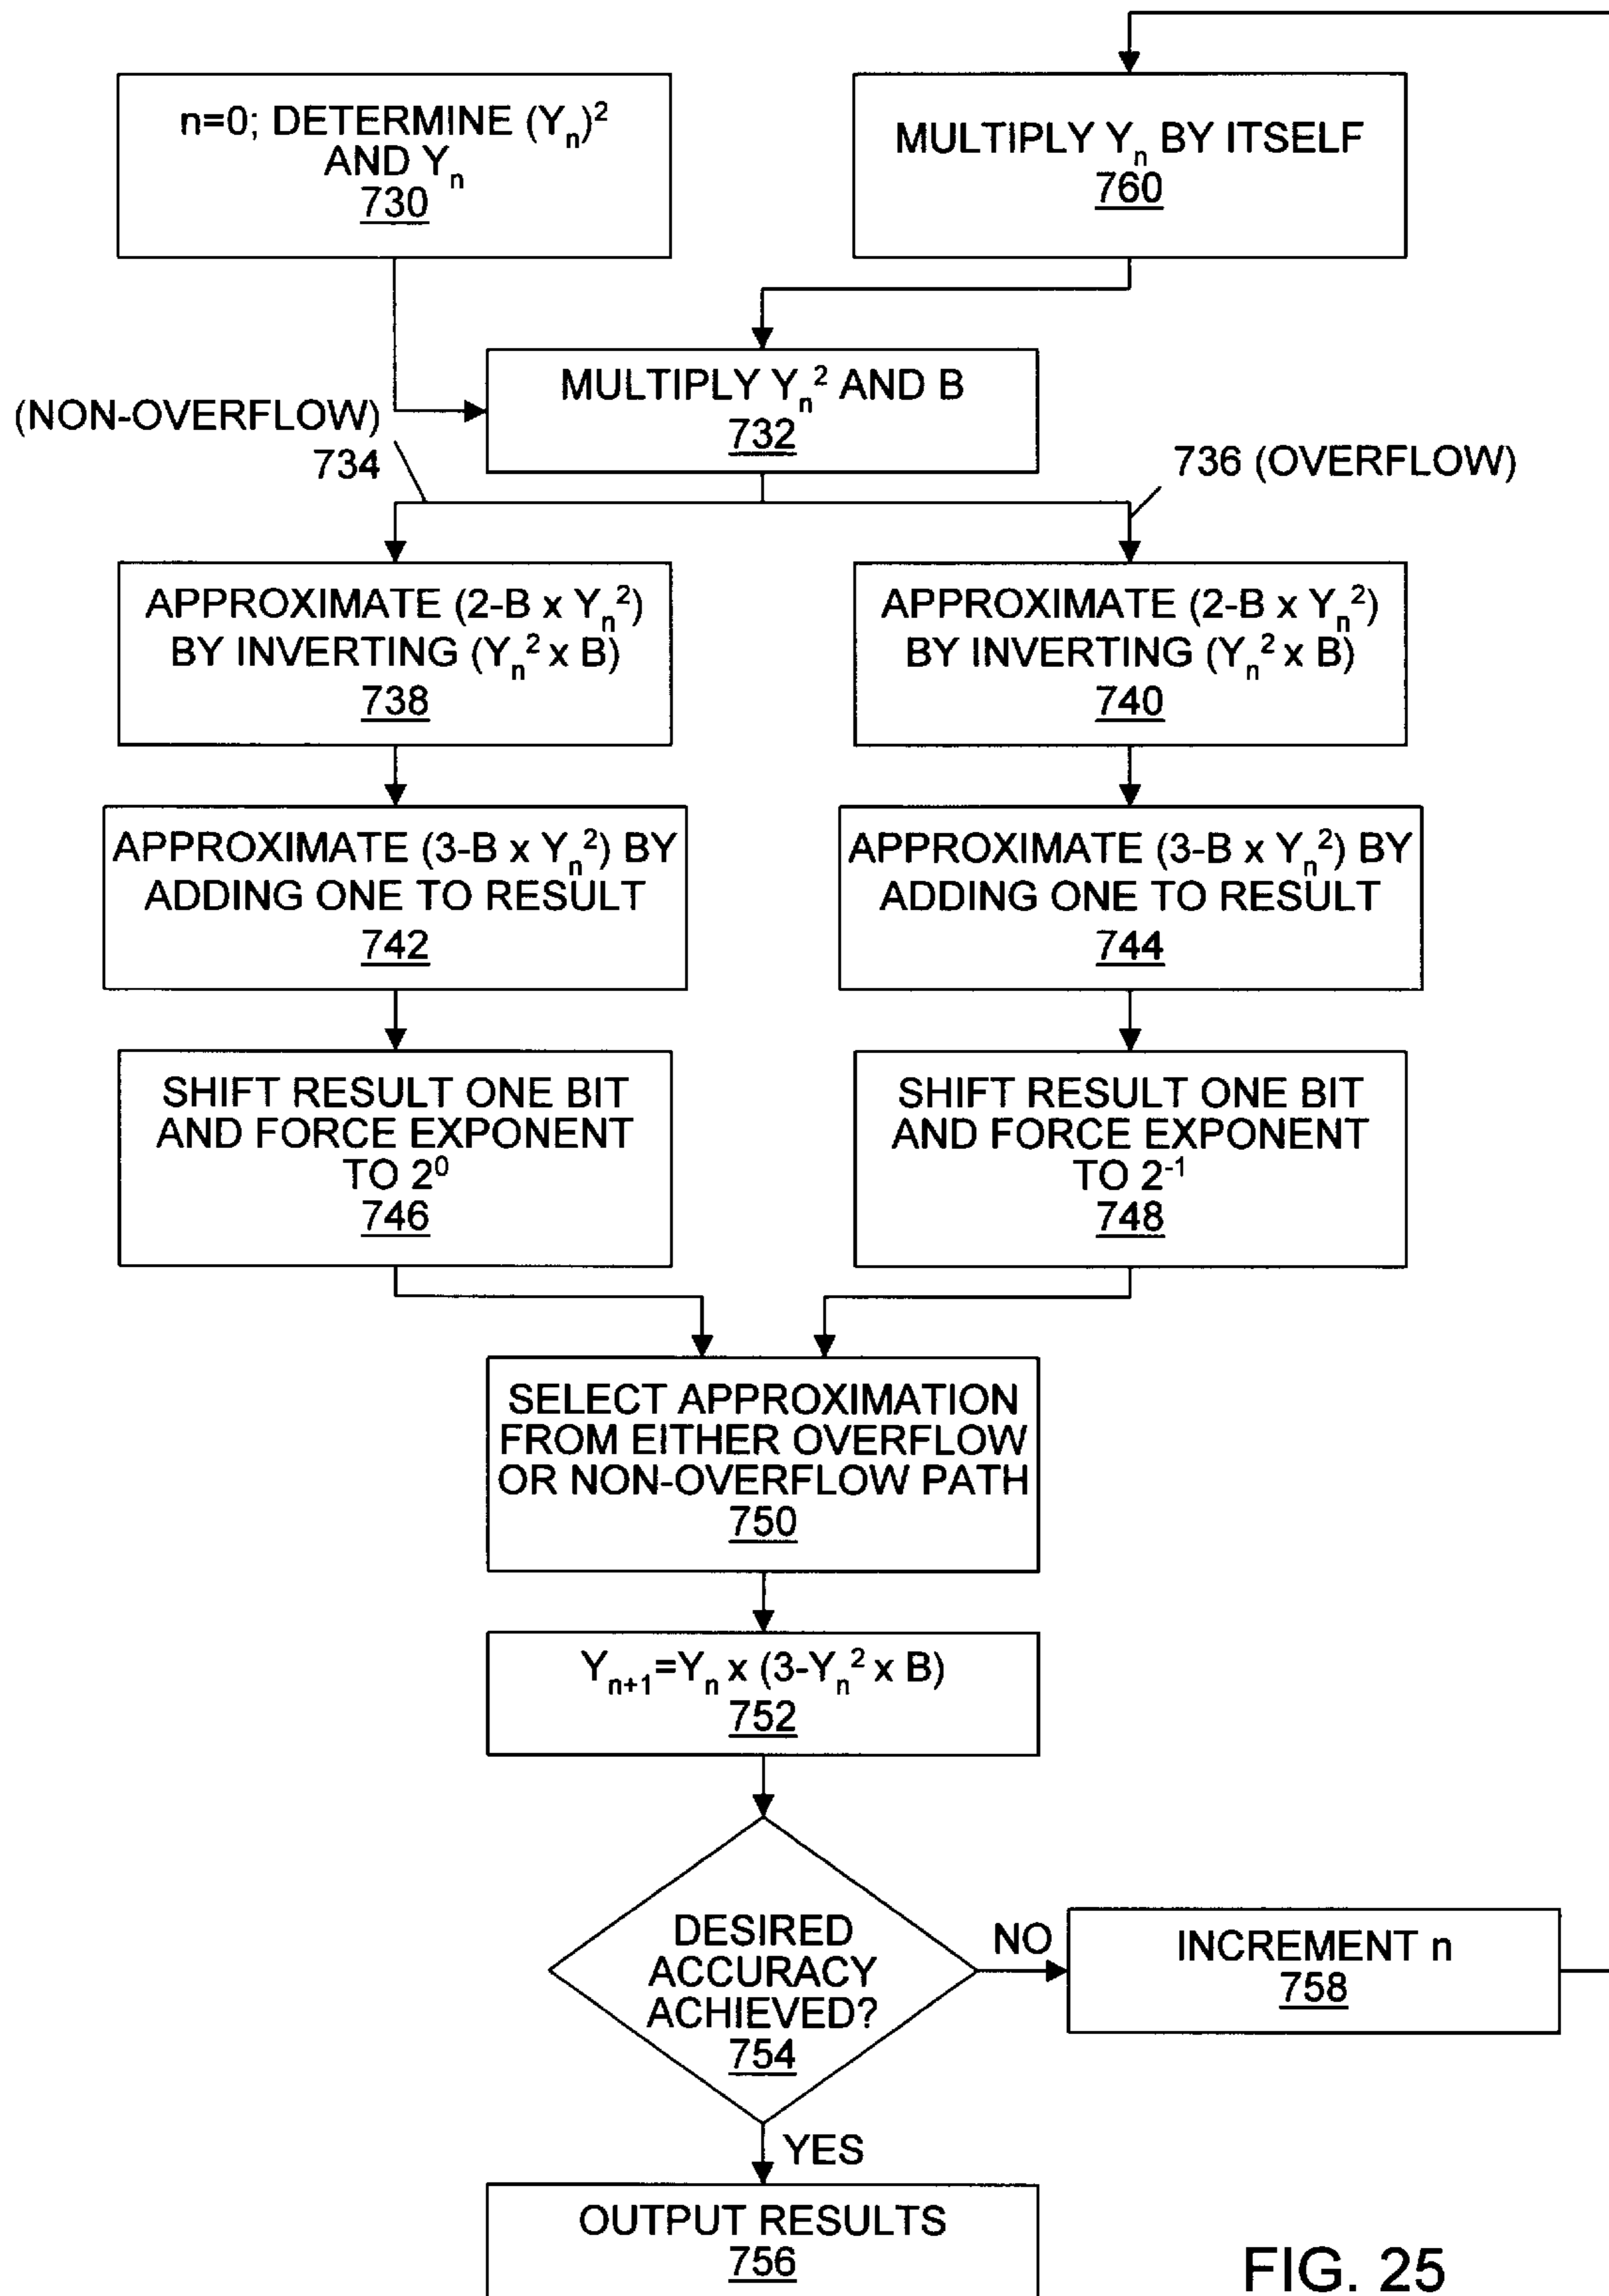 n=0; DETERMINE (Yₙ)²
AND Yₙ
730
MULTIPLY Yₙ BY ITSELF
760
MULTIPLY Yₙ² AND B
732
(NON-OVERFLOW)
734
736 (OVERFLOW)
APPROXIMATE (2-B x Yₙ²)
BY INVERTING (Yₙ² x B)
738
APPROXIMATE (2-B x Yₙ²)
BY INVERTING (Yₙ² x B)
740
APPROXIMATE (3-B x Yₙ²) BY
ADDING ONE TO RESULT
742
APPROXIMATE (3-B x Yₙ²) BY
ADDING ONE TO RESULT
744
SHIFT RESULT ONE BIT
AND FORCE EXPONENT
TO 2⁰
746
SHIFT RESULT ONE BIT
AND FORCE EXPONENT
TO 2⁻¹
748
SELECT APPROXIMATION
FROM EITHER OVERFLOW
OR NON-OVERFLOW PATH
750
Yₙ₊₁=Yₙ x (3-Yₙ² x B)
752
DESIRED
ACCURACY
ACHIEVED?
754
NO
INCREMENT n
758
YES
OUTPUT RESULTS
756
FIG. 25